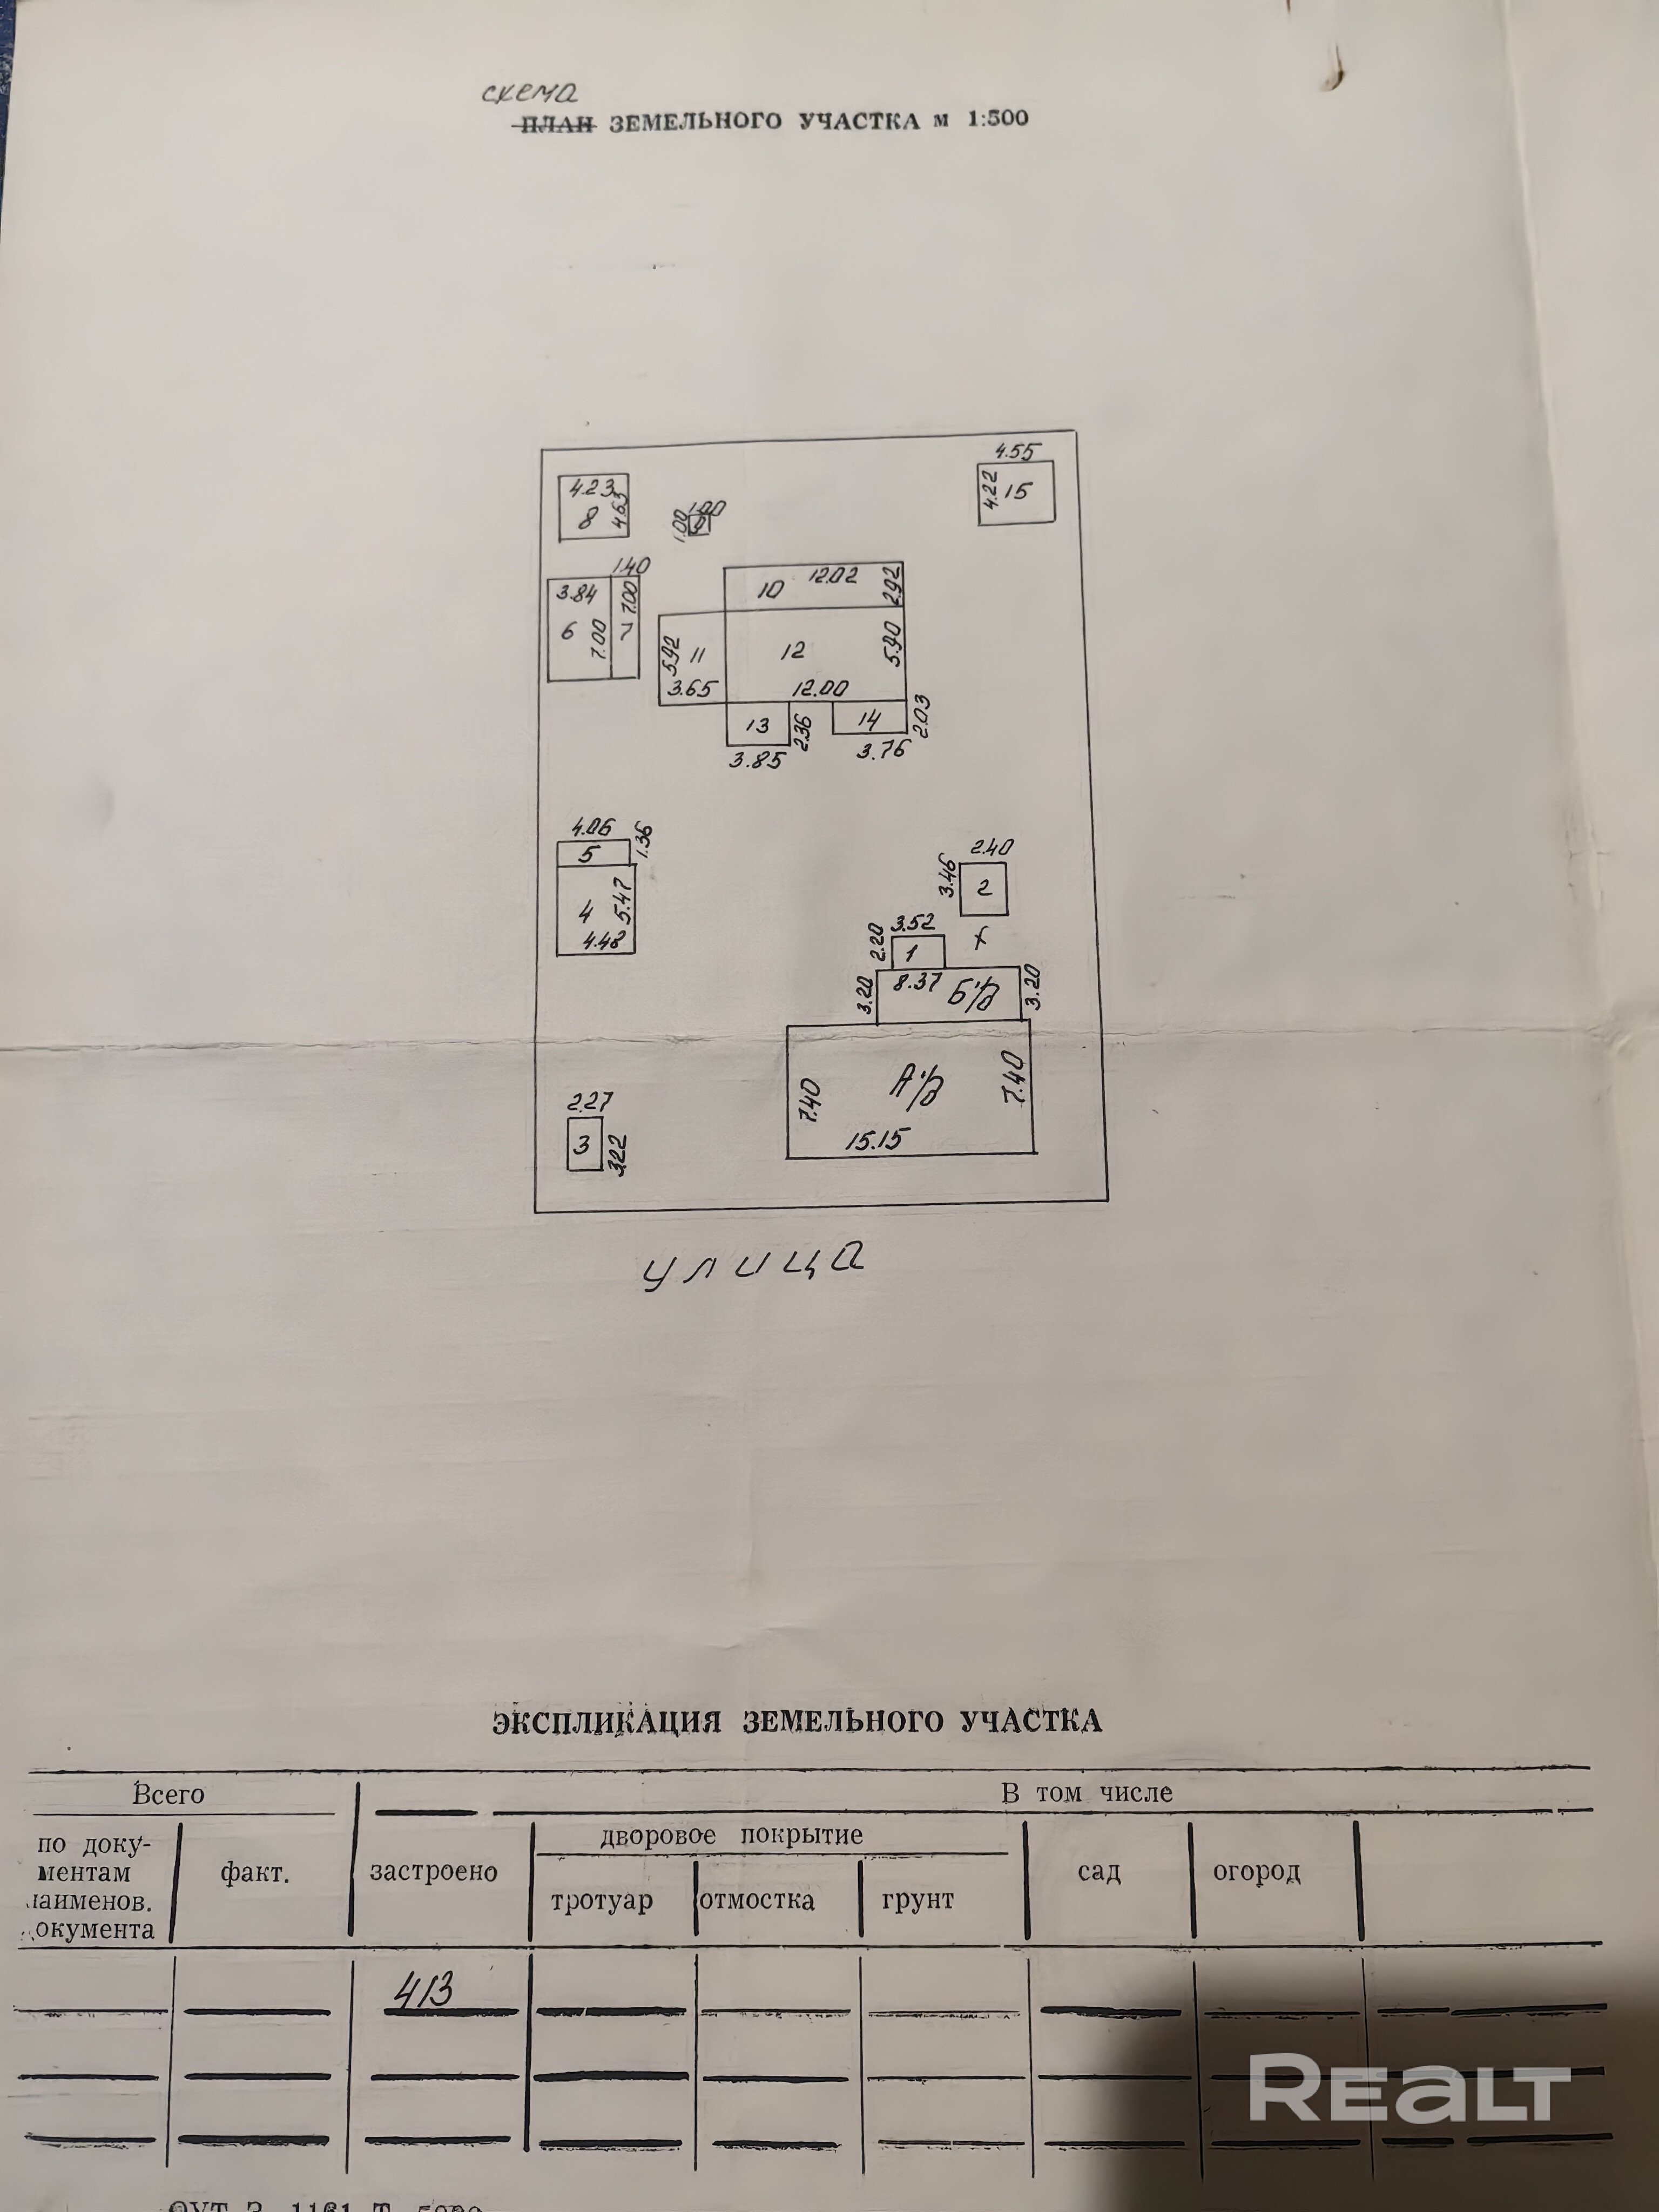 схема
ПЛАН ЗЕМЕЛЬНОГО УЧАСТКА м 1:500
4.55
4.22 15
4.23
8 4.63
1.00
1.00 9
1.40
3.84
6 7.00 7 7.00
10 12.02 2.92
5.92 11 12 5.90
3.65 12.00
13 2.36 14 2.03
3.85 3.76
4.06
5 1.36
4 5.47
4.48
2.40
3.46 2
3.52
2.20 1 х
3.20 8.37 Б1/2 3.20
7.40 А1/2 7.40
15.15
2.27
3 3.22
улица
ЭКСПЛИКАЦИЯ ЗЕМЕЛЬНОГО УЧАСТКА
Всего В том числе
по доку- дворовое покрытие
ментам факт. застроено сад огород
наименов. тротуар отмостка грунт
окумента
413
REALT